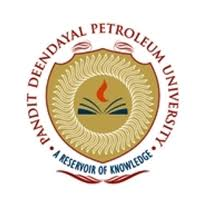 PANDIT DEENDAYAL PETROLEUM UNIVERSITY
• A RESERVOIR OF KNOWLEDGE •